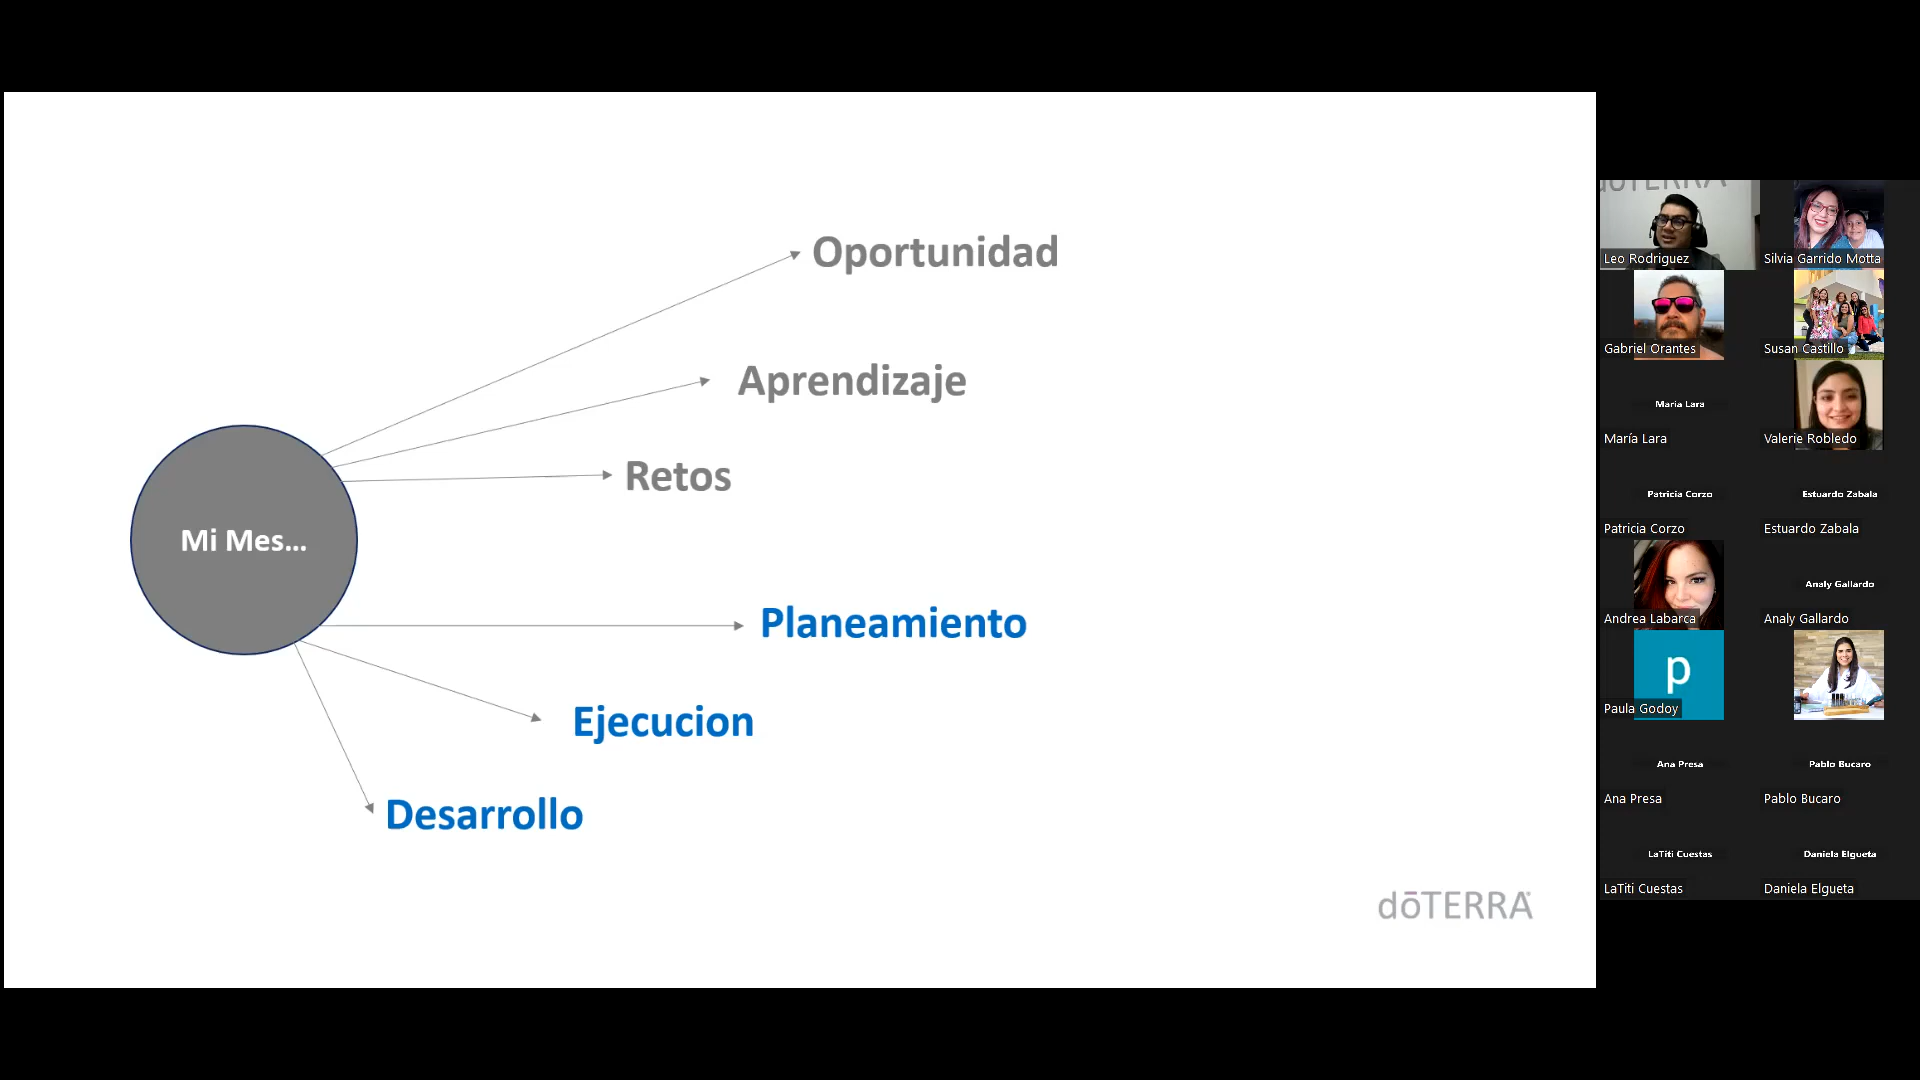 Oportunidad
Aprendizaje
Retos
Mi Mes...
Planeamiento
Ejecucion
Desarrollo
dōTERRA
dōTERRA
Leo Rodriguez
Silvia Garrido Motta
Gabriel Orantes
Susan Castillo
Maria Lara
María Lara
Valerie Robledo
Patricia Corzo
Estuardo Zabala
Patricia Corzo
Estuardo Zabala
Analy Gallardo
Andrea Labarca
Analy Gallardo
p
Paula Godoy
Ana Presa
Pablo Bucaro
Ana Presa
Pablo Bucaro
LaTiti Cuestas
Daniela Elgueta
LaTiti Cuestas
Daniela Elgueta